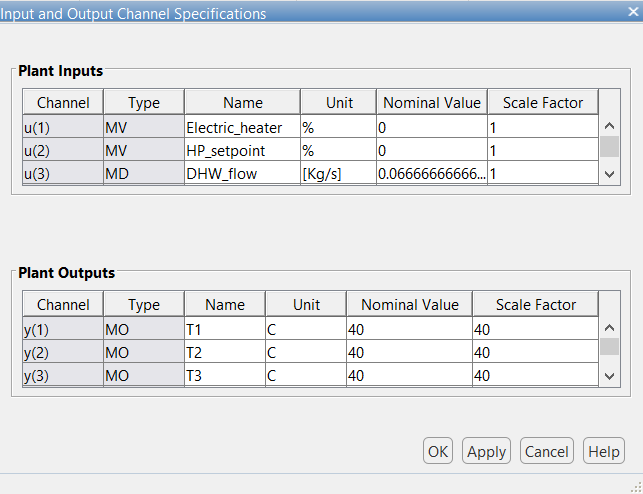 Input and Output Channel Specifications
Plant Inputs
Channel Type Name Unit Nominal Value Scale Factor
u(1) MV Electric_heater % 0 1
u(2) MV HP_setpoint % 0 1
u(3) MD DHW_flow [Kg/s] 0.06666666666... 1
Plant Outputs
Channel Type Name Unit Nominal Value Scale Factor
y(1) MO T1 C 40 40
y(2) MO T2 C 40 40
y(3) MO T3 C 40 40
OK Apply Cancel Help